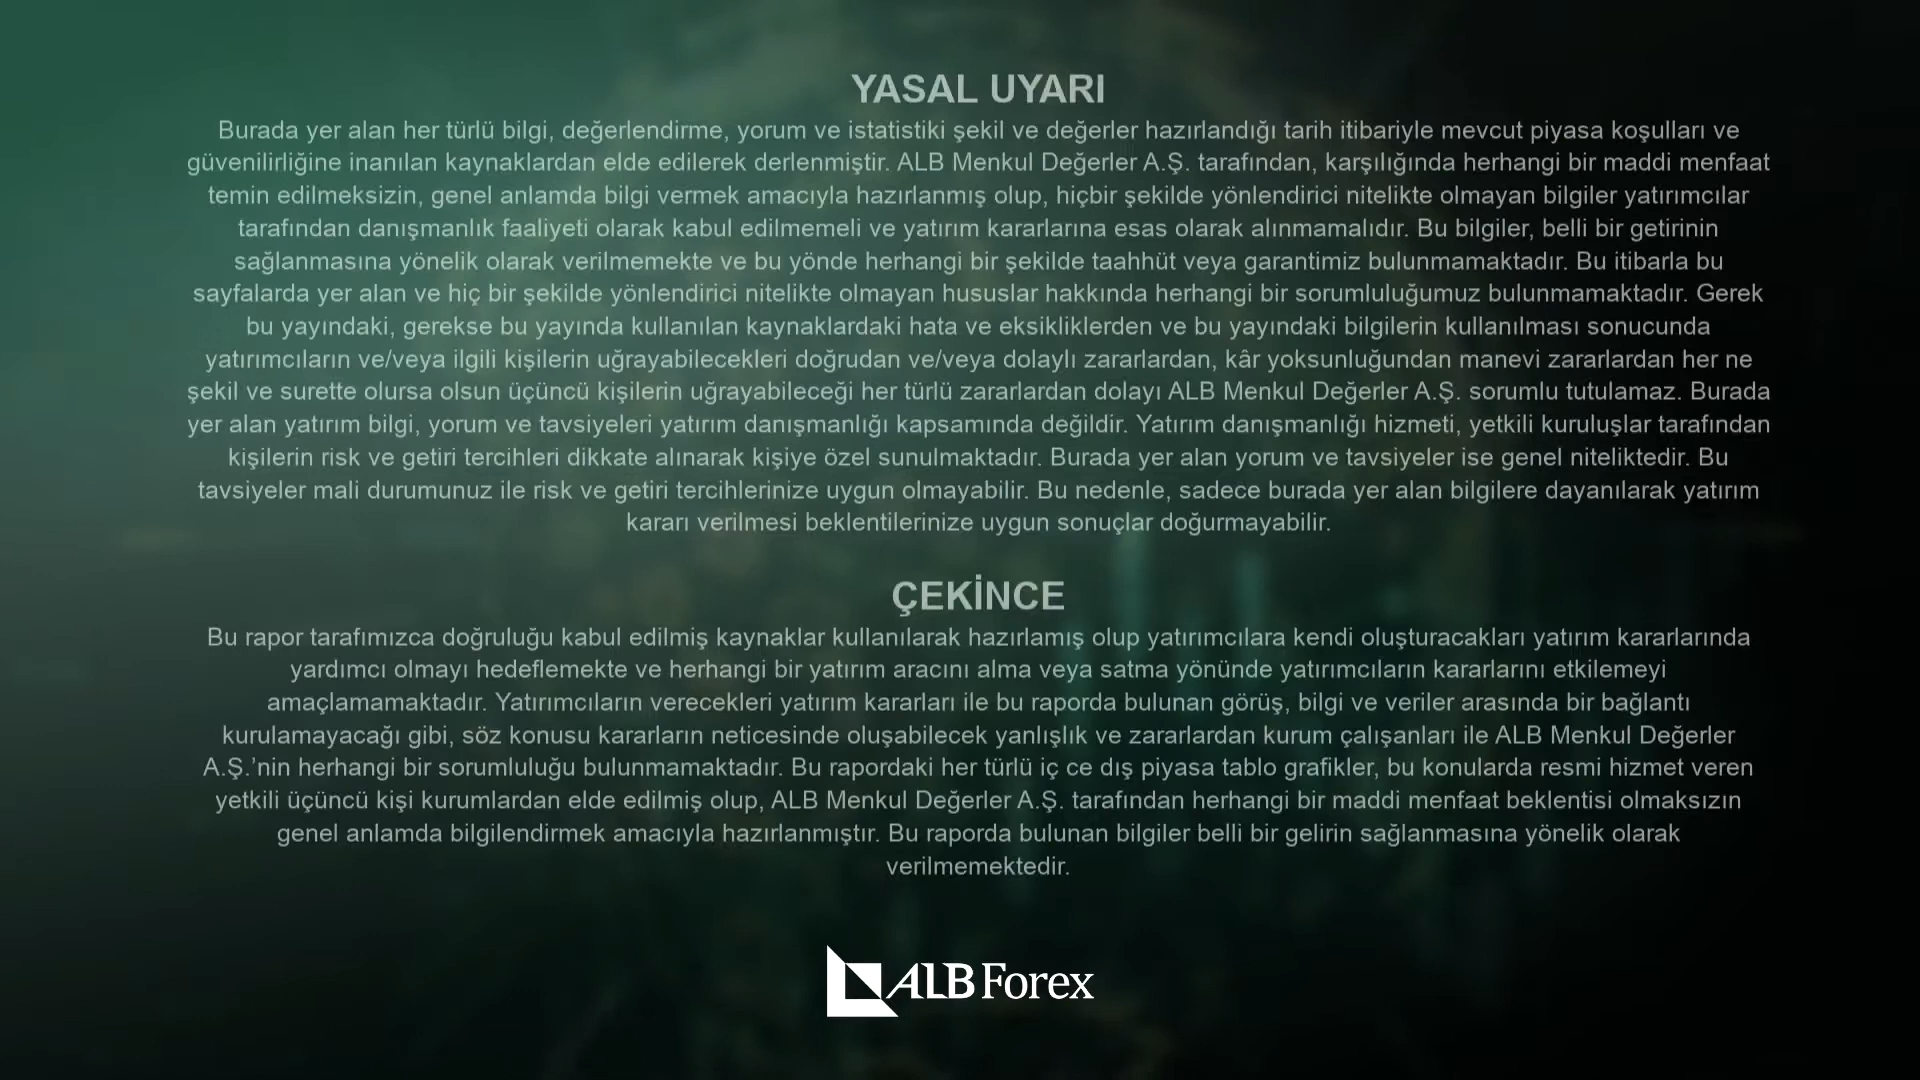 YASAL UYARI
Burada yer alan her türlü bilgi, değerlendirme, yorum ve istatistiki şekil ve değerler hazırlandığı tarih itibariyle mevcut piyasa koşulları ve
güvenilirliğine inanılan kaynaklardan elde edilerek derlenmiştir. ALB Menkul Değerler A.Ş. tarafından, karşılığında herhangi bir maddi menfaat
temin edilmeksizin, genel anlamda bilgi vermek amacıyla hazırlanmış olup, hiçbir şekilde yönlendirici nitelikte olmayan bilgiler yatırımcılar
tarafından danışmanlık faaliyeti olarak kabul edilmemeli ve yatırım kararlarına esas olarak alınmamalıdır. Bu bilgiler, belli bir getirinin
sağlanmasına yönelik olarak verilmemekte ve bu yönde herhangi bir şekilde taahhüt veya garantimiz bulunmamaktadır. Bu itibarla bu
sayfalarda yer alan ve hiç bir şekilde yönlendirici nitelikte olmayan hususlar hakkında herhangi bir sorumluluğumuz bulunmamaktadır. Gerek
bu yayındaki, gerekse bu yayında kullanılan kaynaklardaki hata ve eksikliklerden ve bu yayındaki bilgilerin kullanılması sonucunda
yatırımcıların ve/veya ilgili kişilerin uğrayabilecekleri doğrudan ve/veya dolaylı zararlardan, kâr yoksunluğundan manevi zararlardan her ne
şekil ve surette olursa olsun üçüncü kişilerin uğrayabileceği her türlü zararlardan dolayı ALB Menkul Değerler A.Ş. sorumlu tutulamaz. Burada
yer alan yatırım bilgi, yorum ve tavsiyeleri yatırım danışmanlığı kapsamında değildir. Yatırım danışmanlığı hizmeti, yetkili kuruluşlar tarafından
kişilerin risk ve getiri tercihleri dikkate alınarak kişiye özel sunulmaktadır. Burada yer alan yorum ve tavsiyeler ise genel niteliktedir. Bu
tavsiyeler mali durumunuz ile risk ve getiri tercihlerinize uygun olmayabilir. Bu nedenle, sadece burada yer alan bilgilere dayanılarak yatırım
kararı verilmesi beklentilerinize uygun sonuçlar doğurmayabilir.
ÇEKİNCE
Bu rapor tarafımızca doğruluğu kabul edilmiş kaynaklar kullanılarak hazırlamış olup yatırımcılara kendi oluşturacakları yatırım kararlarında
yardımcı olmayı hedeflemekte ve herhangi bir yatırım aracını alma veya satma yönünde yatırımcıların kararlarını etkilemeyi
amaçlamamaktadır. Yatırımcıların verecekleri yatırım kararları ile bu raporda bulunan görüş, bilgi ve veriler arasında bir bağlantı
kurulamayacağı gibi, söz konusu kararların neticesinde oluşabilecek yanlışlık ve zararlardan kurum çalışanları ile ALB Menkul Değerler
A.Ş.’nin herhangi bir sorumluluğu bulunmamaktadır. Bu rapordaki her türlü iç ce dış piyasa tablo grafikler, bu konularda resmi hizmet veren
yetkili üçüncü kişi kurumlardan elde edilmiş olup, ALB Menkul Değerler A.Ş. tarafından herhangi bir maddi menfaat beklentisi olmaksızın
genel anlamda bilgilendirmek amacıyla hazırlanmıştır. Bu raporda bulunan bilgiler belli bir gelirin sağlanmasına yönelik olarak
verilmemektedir.
ALB Forex